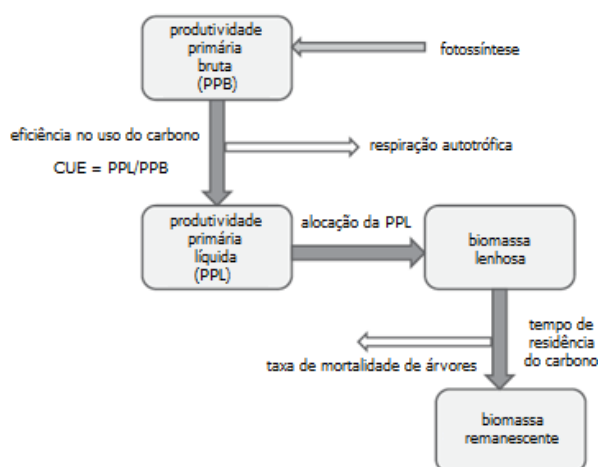 produtividade
primária
bruta
(PPB)
fotossíntese
eficiência no uso do carbono
CUE = PPL/PPB
respiração autotrófica
produtividade
primária
líquida
(PPL)
alocação da PPL
biomassa
lenhosa
tempo de
residência
do carbono
taxa de mortalidade de árvores
biomassa
remanescente